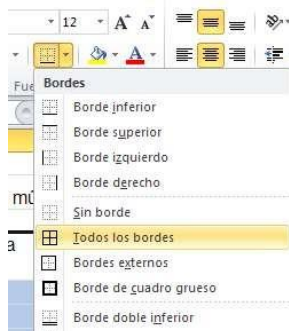 12 A A
Fue
Bordes
Borde inferior
Borde superior
Borde izquierdo
Borde derecho
mú
Sin borde
a
Todos los bordes
Bordes externos
Borde de cuadro grueso
Borde doble inferior